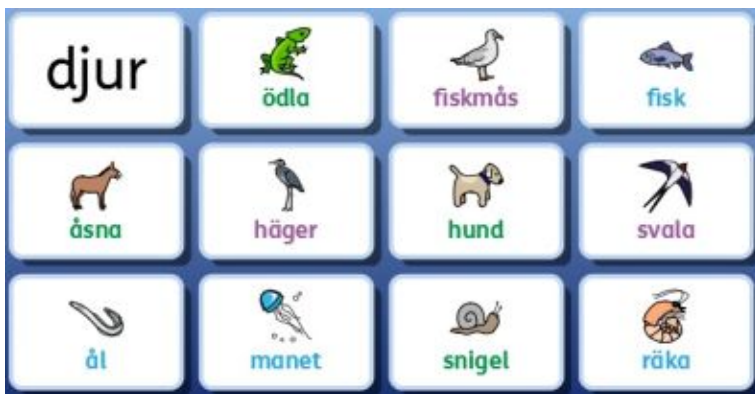 djur
ödla
fiskmås
fisk
åsna
häger
hund
svala
ål
manet
snigel
räka